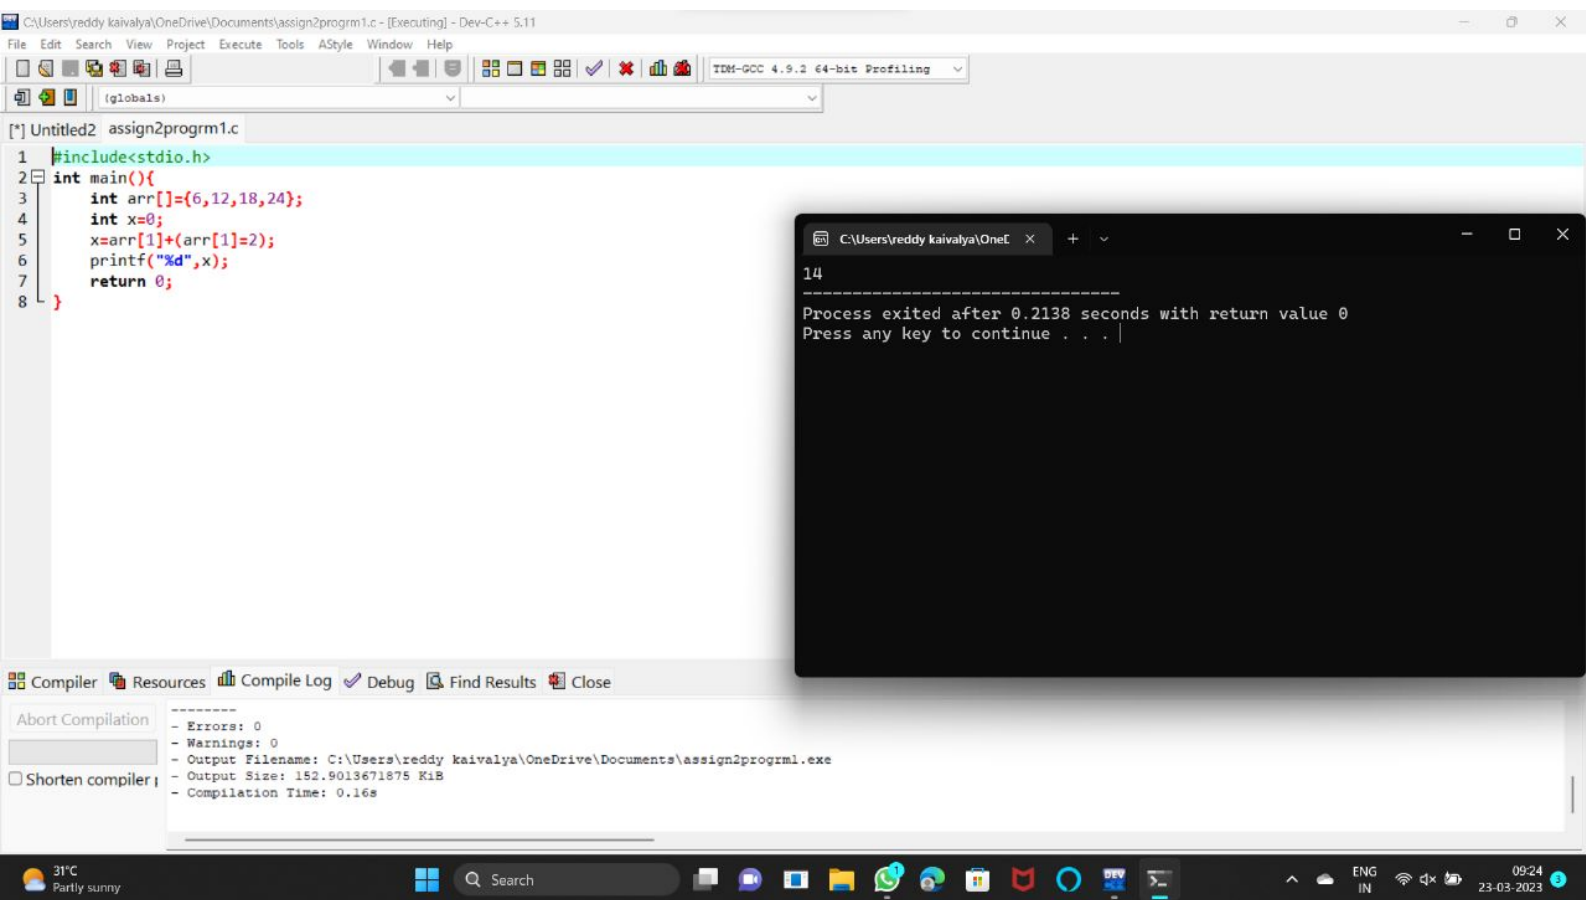 C:\Users\reddy kaivalya\OneDrive\Documents\assign2progrm1.c - [Executing] - Dev-C++ 5.11
File Edit Search View Project Execute Tools AStyle Window Help
TDM-GCC 4.9.2 64-bit Profiling
(globals)
[*] Untitled2 assign2progrm1.c
1 #include<stdio.h>
2 int main(){
3 int arr[]={6,12,18,24};
4 int x=0;
5 x=arr[1]+(arr[1]=2);
6 printf("%d",x);
7 return 0;
8 }
C:\Users\reddy kaivalya\OneD
14
--------------------------------
Process exited after 0.2138 seconds with return value 0
Press any key to continue . . .
Compiler Resources Compile Log Debug Find Results Close
Abort Compilation
Shorten compiler p
--------
- Errors: 0
- Warnings: 0
- Output Filename: C:\Users\reddy kaivalya\OneDrive\Documents\assign2progrm1.exe
- Output Size: 152.9013671875 KiB
- Compilation Time: 0.16s
31°C
Partly sunny
Search
1
DEV
ENG
IN
09:24
23-03-2023
3